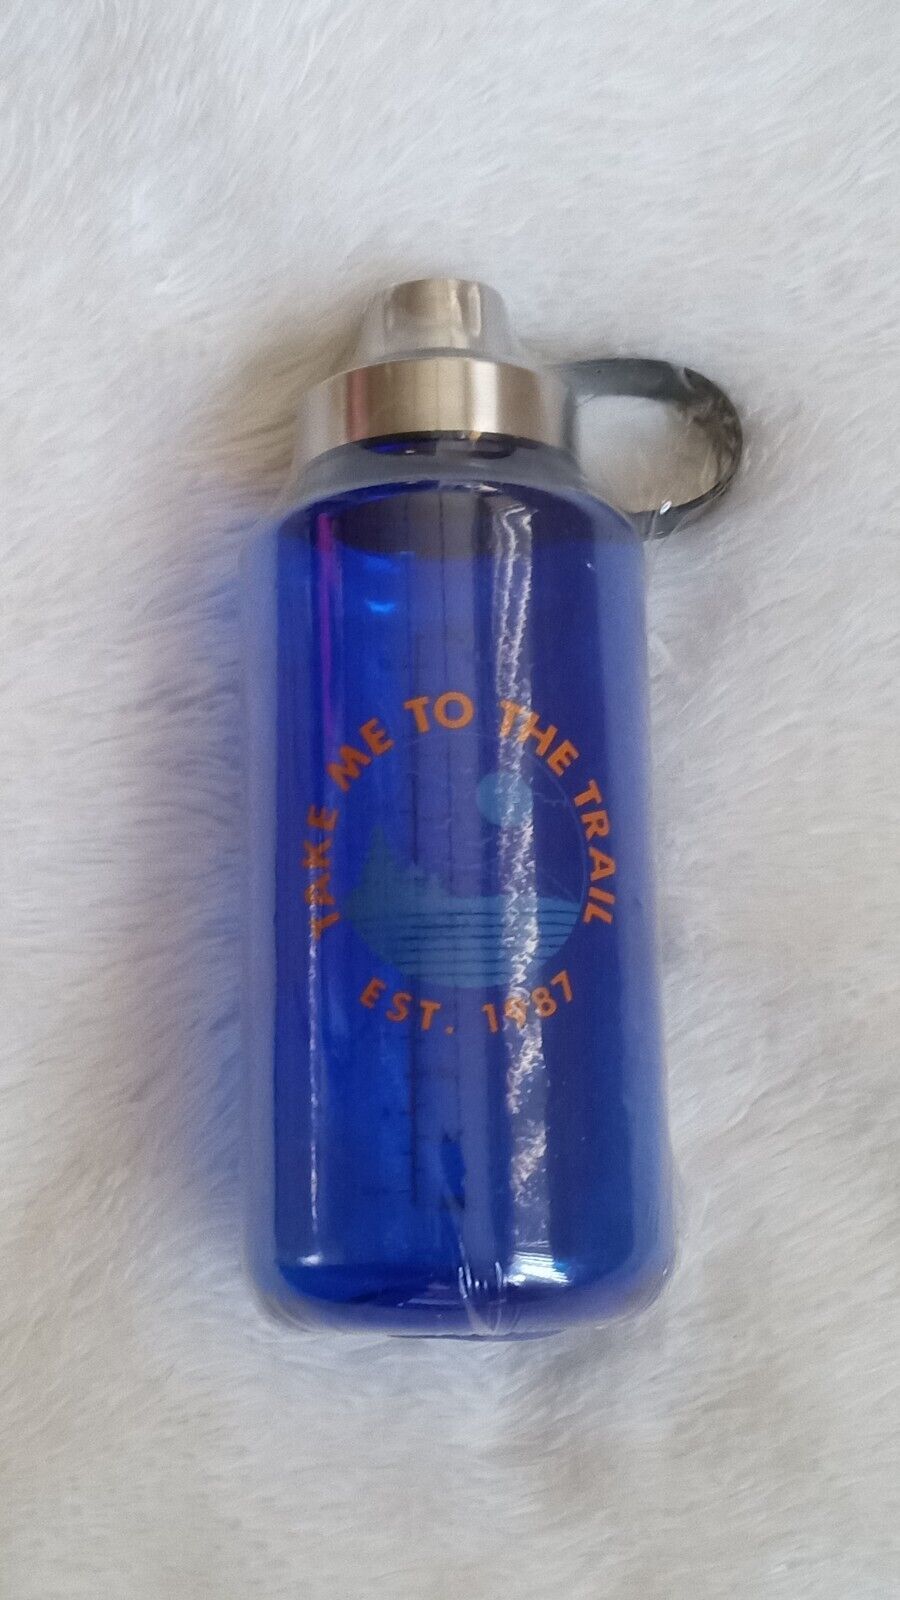 TAKE ME TO THE TRAIL
EST. 1987